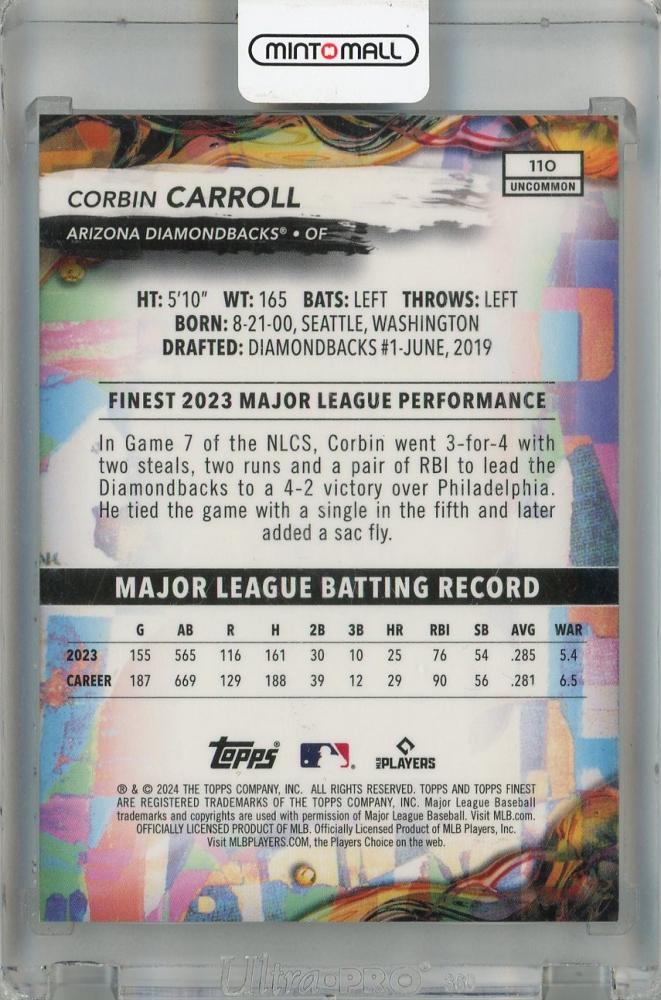 MINTMALL
110
UNCOMMON
CORBIN CARROLL
ARIZONA DIAMONDBACKS® • OF
HT: 5'10" WT: 165 BATS: LEFT THROWS: LEFT
BORN: 8-21-00, SEATTLE, WASHINGTON
DRAFTED: DIAMONDBACKS #1-JUNE, 2019
FINEST 2023 MAJOR LEAGUE PERFORMANCE
In Game 7 of the NLCS, Corbin went 3-for-4 with
two steals, two runs and a pair of RBI to lead the
Diamondbacks to a 4-2 victory over Philadelphia.
He tied the game with a single in the fifth and later
added a sac fly.
MAJOR LEAGUE BATTING RECORD
G AB R H 2B 3B HR RBI SB AVG WAR
2023 155 565 116 161 30 10 25 76 54 .285 5.4
CAREER 187 669 129 188 39 12 29 90 56 .281 6.5
topps® ® MLB PLAYERS
® & © 2024 THE TOPPS COMPANY, INC. ALL RIGHTS RESERVED. TOPPS AND TOPPS FINEST
ARE REGISTERED TRADEMARKS OF THE TOPPS COMPANY, INC. Major League Baseball
trademarks and copyrights are used with permission of Major League Baseball. Visit MLB.com.
OFFICIALLY LICENSED PRODUCT OF MLB. Officially Licensed Product of MLB Players, Inc.
Visit MLBPLAYERS.COM, the Players Choice on the web.
Ultra·PRO®